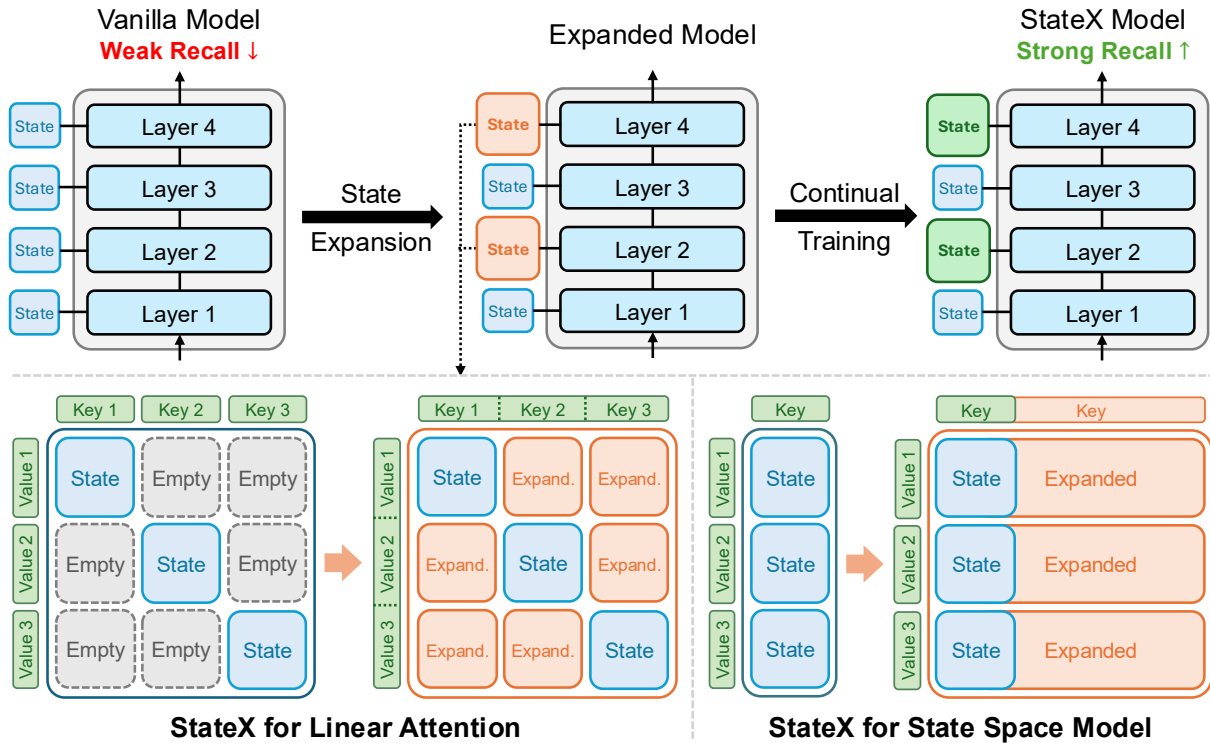 Vanilla Model
Weak Recall ↓
State
Layer 4
State
Layer 3
State
Layer 2
State
Layer 1
State
Expansion
Expanded Model
State
Layer 4
State
Layer 3
State
Layer 2
State
Layer 1
Continual
Training
StateX Model
Strong Recall ↑
State
Layer 4
State
Layer 3
State
Layer 2
State
Layer 1
Key 1 Key 2 Key 3
Value 1
State Empty Empty
Value 2
Empty State Empty
Value 3
Empty Empty State
Key 1 Key 2 Key 3
Value 1
State Expand. Expand.
Value 2
Expand. State Expand.
Value 3
Expand. Expand. State
StateX for Linear Attention
Key
Value 1
State
Value 2
State
Value 3
State
Key Key
Value 1
State Expanded
Value 2
State Expanded
Value 3
State Expanded
StateX for State Space Model